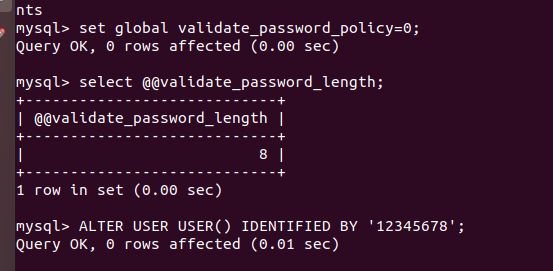 nts
mysql> set global validate_password_policy=0;
Query OK, 0 rows affected (0.00 sec)
mysql> select @@validate_password_length;
+----------------------------+
| @@validate_password_length |
+----------------------------+
|                          8 |
+----------------------------+
1 row in set (0.00 sec)
mysql> ALTER USER USER() IDENTIFIED BY '12345678';
Query OK, 0 rows affected (0.01 sec)